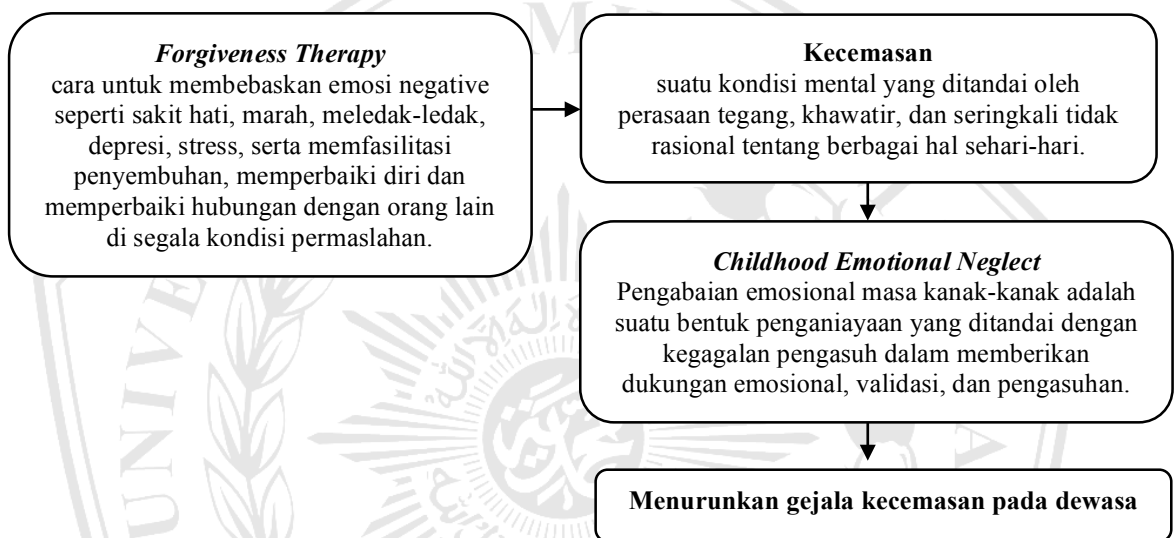 Forgiveness Therapy
cara untuk membebaskan emosi negative
seperti sakit hati, marah, meledak-ledak,
depresi, stress, serta memfasilitasi
penyembuhan, memperbaiki diri dan
memperbaiki hubungan dengan orang lain
di segala kondisi permaslahan.
Kecemasan
suatu kondisi mental yang ditandai oleh
perasaan tegang, khawatir, dan seringkali tidak
rasional tentang berbagai hal sehari-hari.
Childhood Emotional Neglect
Pengabaian emosional masa kanak-kanak adalah
suatu bentuk penganiayaan yang ditandai dengan
kegagalan pengasuh dalam memberikan
dukungan emosional, validasi, dan pengasuhan.
Menurunkan gejala kecemasan pada dewasa